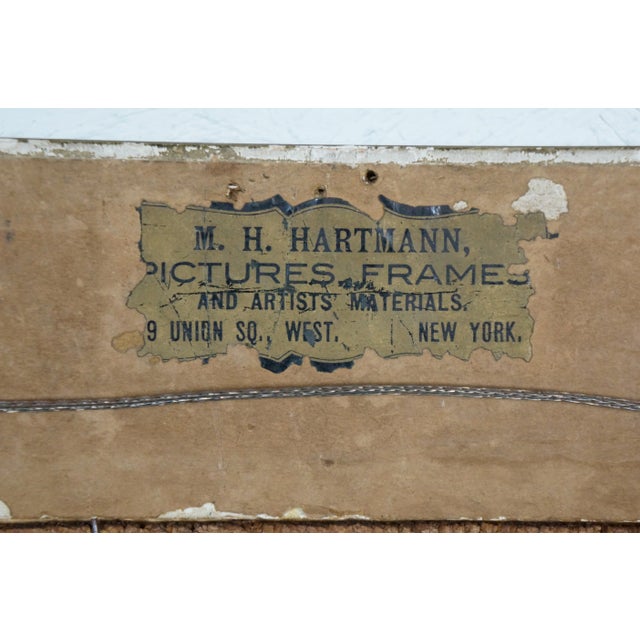 M. H. HARTMANN,
PICTURES, FRAMES
AND ARTISTS' MATERIALS.
9 UNION SQ., WEST. NEW YORK.